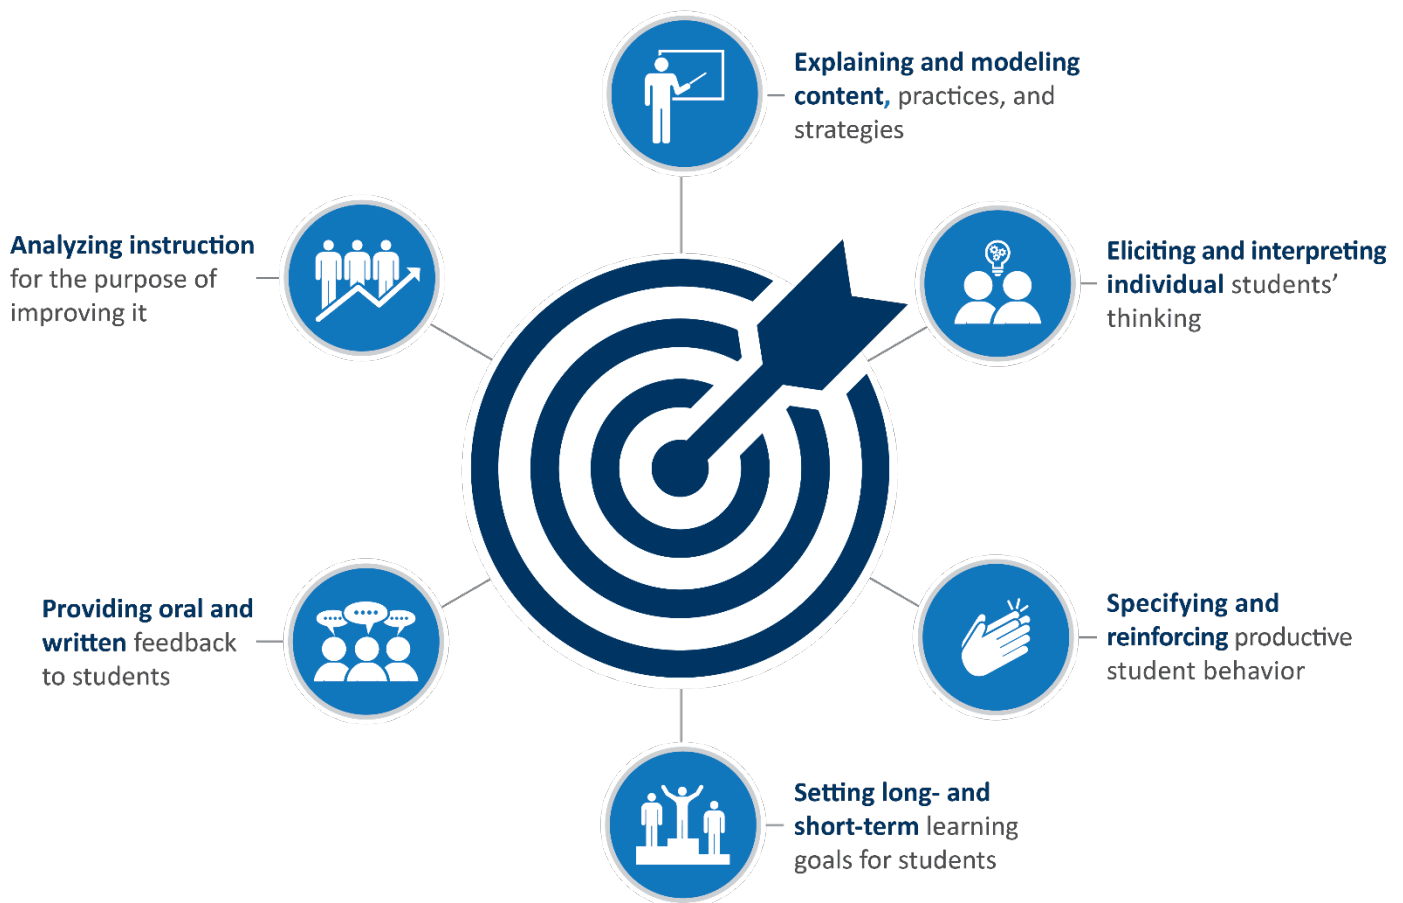 Explaining and modeling
content, practices, and
strategies
Eliciting and interpreting
individual students’
thinking
Specifying and
reinforcing productive
student behavior
Setting long- and
short-term learning
goals for students
Providing oral and
written feedback
to students
Analyzing instruction
for the purpose of
improving it